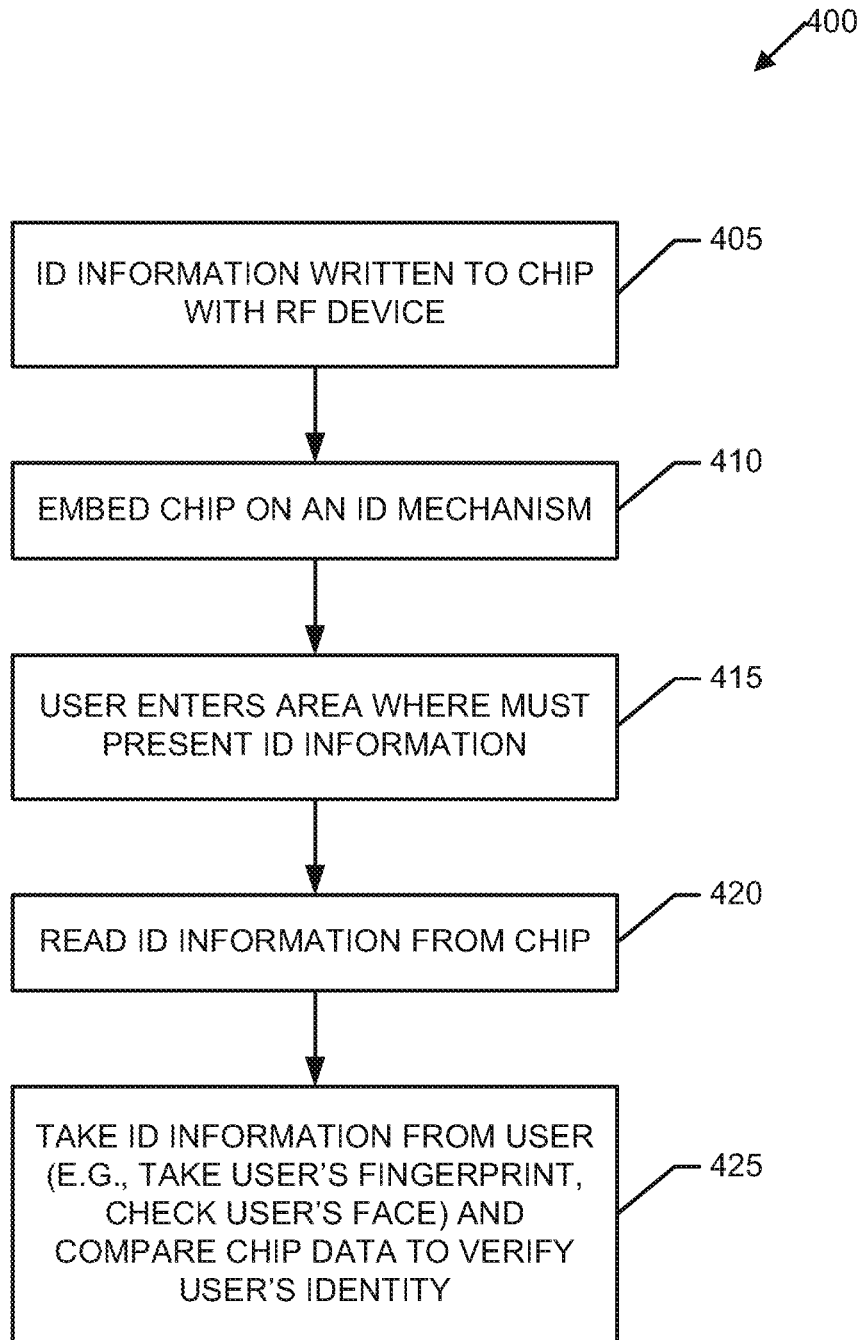 400
ID INFORMATION WRITTEN TO CHIP
WITH RF DEVICE
405
EMBED CHIP ON AN ID MECHANISM
410
USER ENTERS AREA WHERE MUST
PRESENT ID INFORMATION
415
READ ID INFORMATION FROM CHIP
420
TAKE ID INFORMATION FROM USER
(E.G., TAKE USER'S FINGERPRINT,
CHECK USER'S FACE) AND
COMPARE CHIP DATA TO VERIFY
USER'S IDENTITY
425